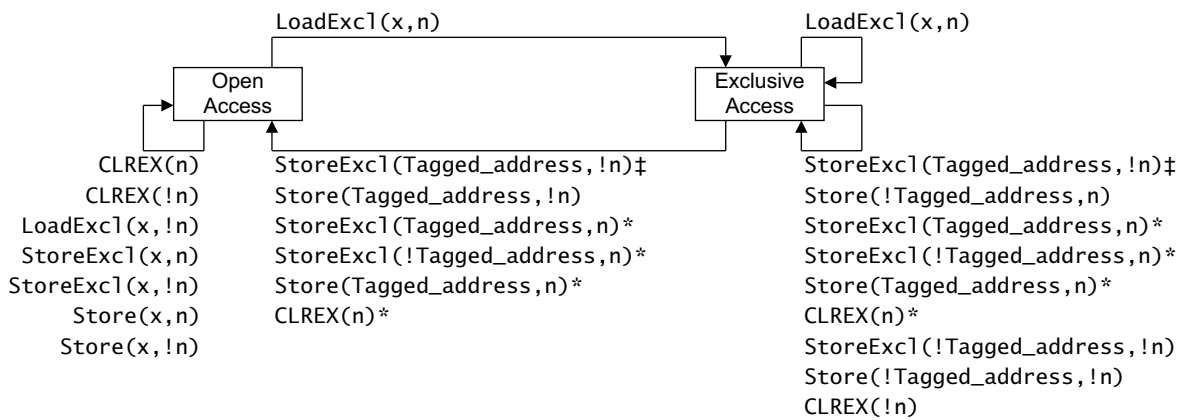 LoadExcl(x,n)
LoadExcl(x,n)
Open
Access
Exclusive
Access
CLREX(n)
CLREX(!n)
LoadExcl(x,!n)
StoreExcl(x,n)
StoreExcl(x,!n)
Store(x,n)
Store(x,!n)
StoreExcl(Tagged_address,!n)‡
Store(Tagged_address,!n)
StoreExcl(Tagged_address,n)*
StoreExcl(!Tagged_address,n)*
Store(Tagged_address,n)*
CLREX(n)*
StoreExcl(Tagged_address,!n)‡
Store(!Tagged_address,n)
StoreExcl(Tagged_address,n)*
StoreExcl(!Tagged_address,n)*
Store(Tagged_address,n)*
CLREX(n)*
StoreExcl(!Tagged_address,!n)
Store(!Tagged_address,!n)
CLREX(!n)